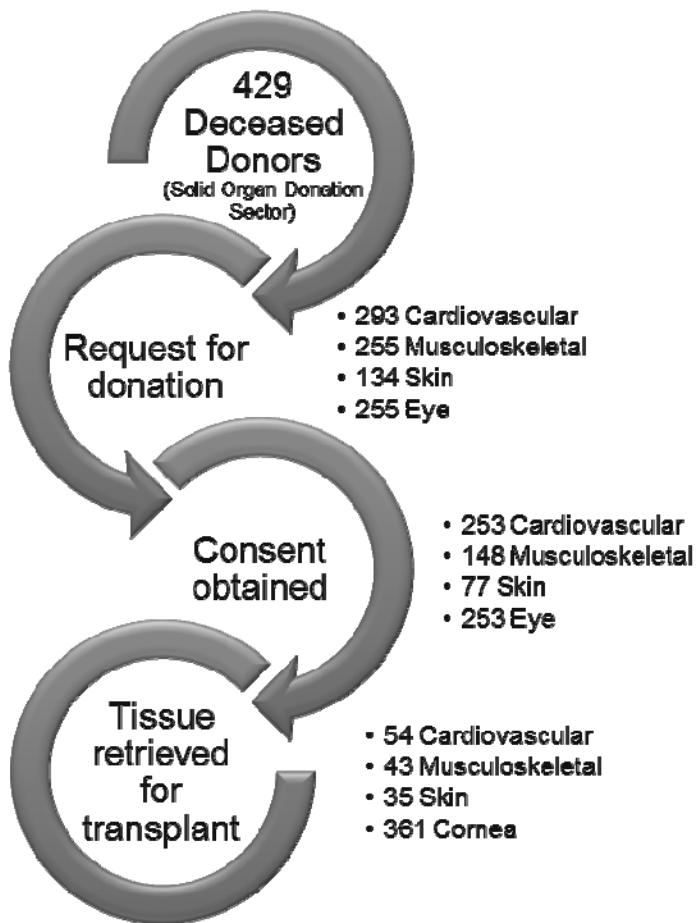 429
Deceased
Donors
(Solid Organ Donation
Sector)
Request for
donation
• 293 Cardiovascular
• 255 Musculoskeletal
• 134 Skin
• 255 Eye
Consent
obtained
• 253 Cardiovascular
• 148 Musculoskeletal
• 77 Skin
• 253 Eye
Tissue
retrieved
for
transplant
• 54 Cardiovascular
• 43 Musculoskeletal
• 35 Skin
• 361 Cornea